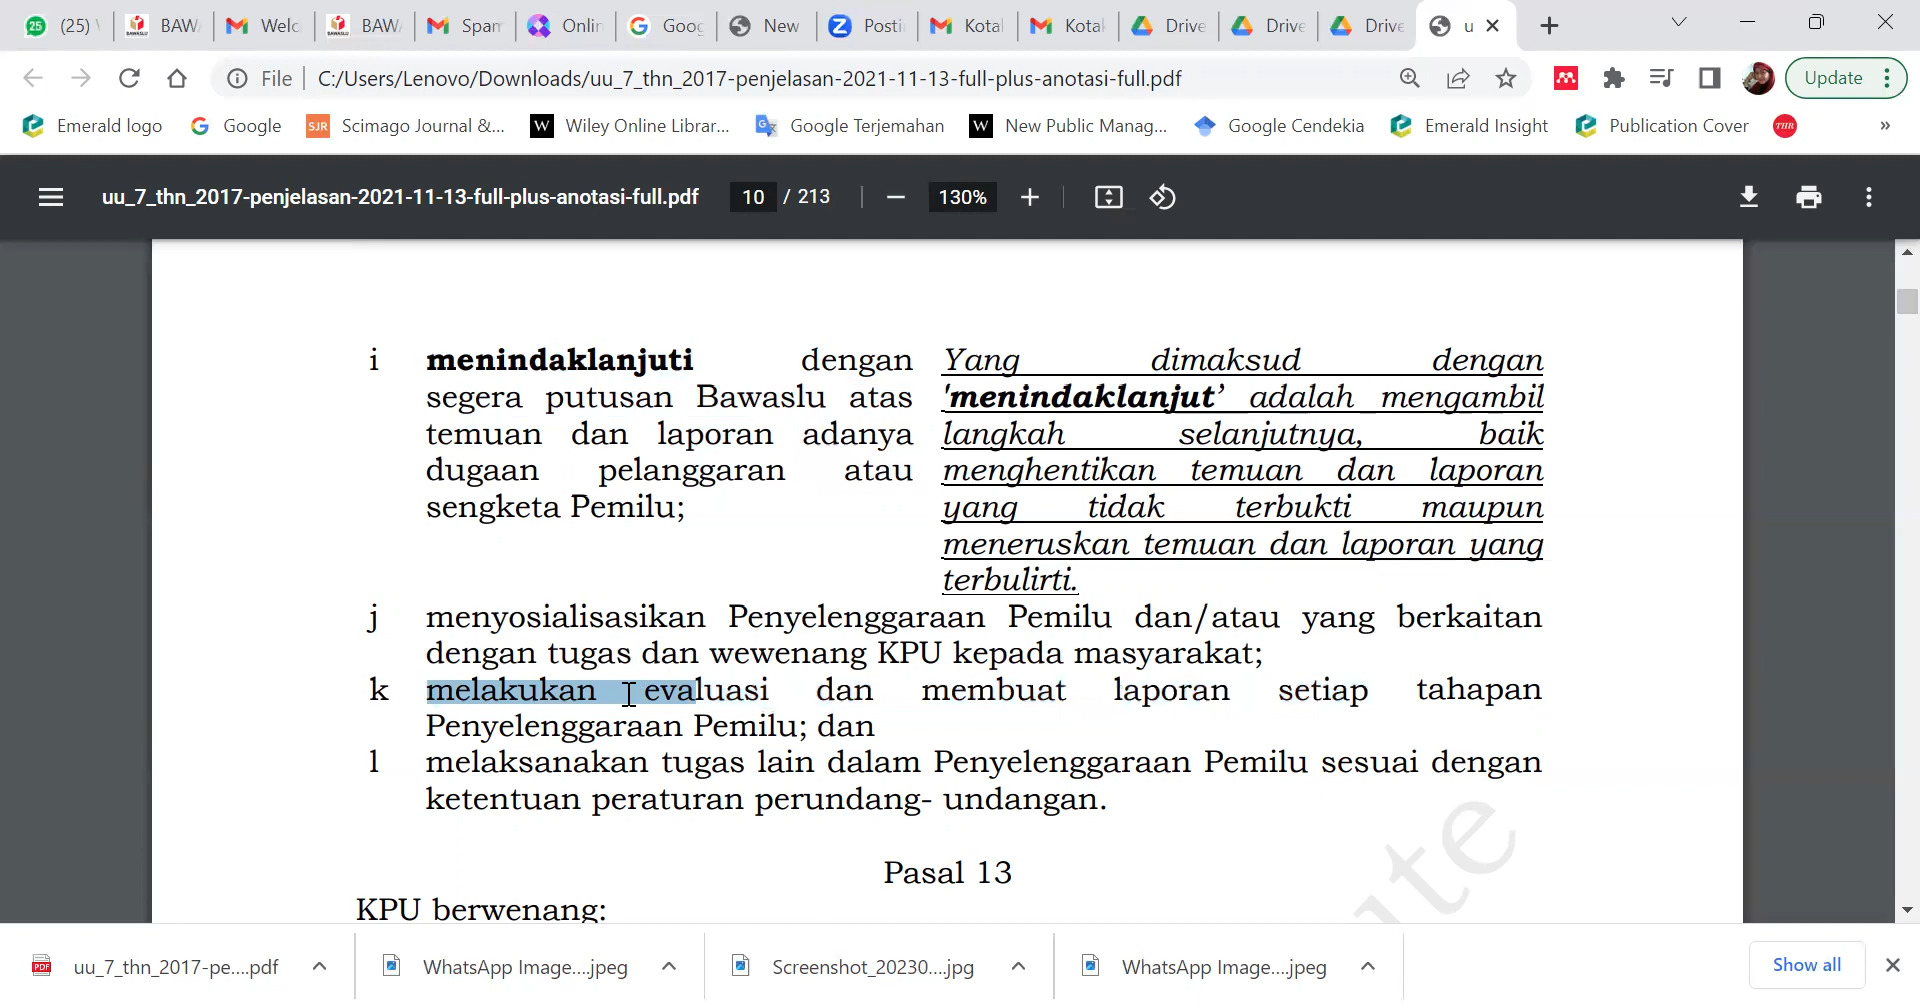 (25)
BAW
Welc
BAW
Spam
Onlin
Goog
New
Posti
Kotal
Kotal
Drive
Drive
Drive
u
File
C:/Users/Lenovo/Downloads/uu_7_thn_2017-penjelasan-2021-11-13-full-plus-anotasi-full.pdf
Update
Emerald logo
Google
SJR Scimago Journal &...
W Wiley Online Librar...
Google Terjemahan
W New Public Manag...
Google Cendekia
Emerald Insight
Publication Cover
THR
»
uu_7_thn_2017-penjelasan-2021-11-13-full-plus-anotasi-full.pdf
10 / 213
130%
i menindaklanjuti dengan
segera putusan Bawaslu atas
temuan dan laporan adanya
dugaan pelanggaran atau
sengketa Pemilu;
Yang dimaksud dengan
'menindaklanjut’ adalah mengambil
langkah selanjutnya, baik
menghentikan temuan dan laporan
yang tidak terbukti maupun
meneruskan temuan dan laporan yang
terbulirti.
j menyosialisasikan Penyelenggaraan Pemilu dan/atau yang berkaitan
dengan tugas dan wewenang KPU kepada masyarakat;
k melakukan evaluasi dan membuat laporan setiap tahapan
Penyelenggaraan Pemilu; dan
l melaksanakan tugas lain dalam Penyelenggaraan Pemilu sesuai dengan
ketentuan peraturan perundang- undangan.
Pasal 13
KPU berwenang:
ute
PDF uu_7_thn_2017-pe....pdf
WhatsApp Image....jpeg
Screenshot_20230....jpg
WhatsApp Image....jpeg
Show all